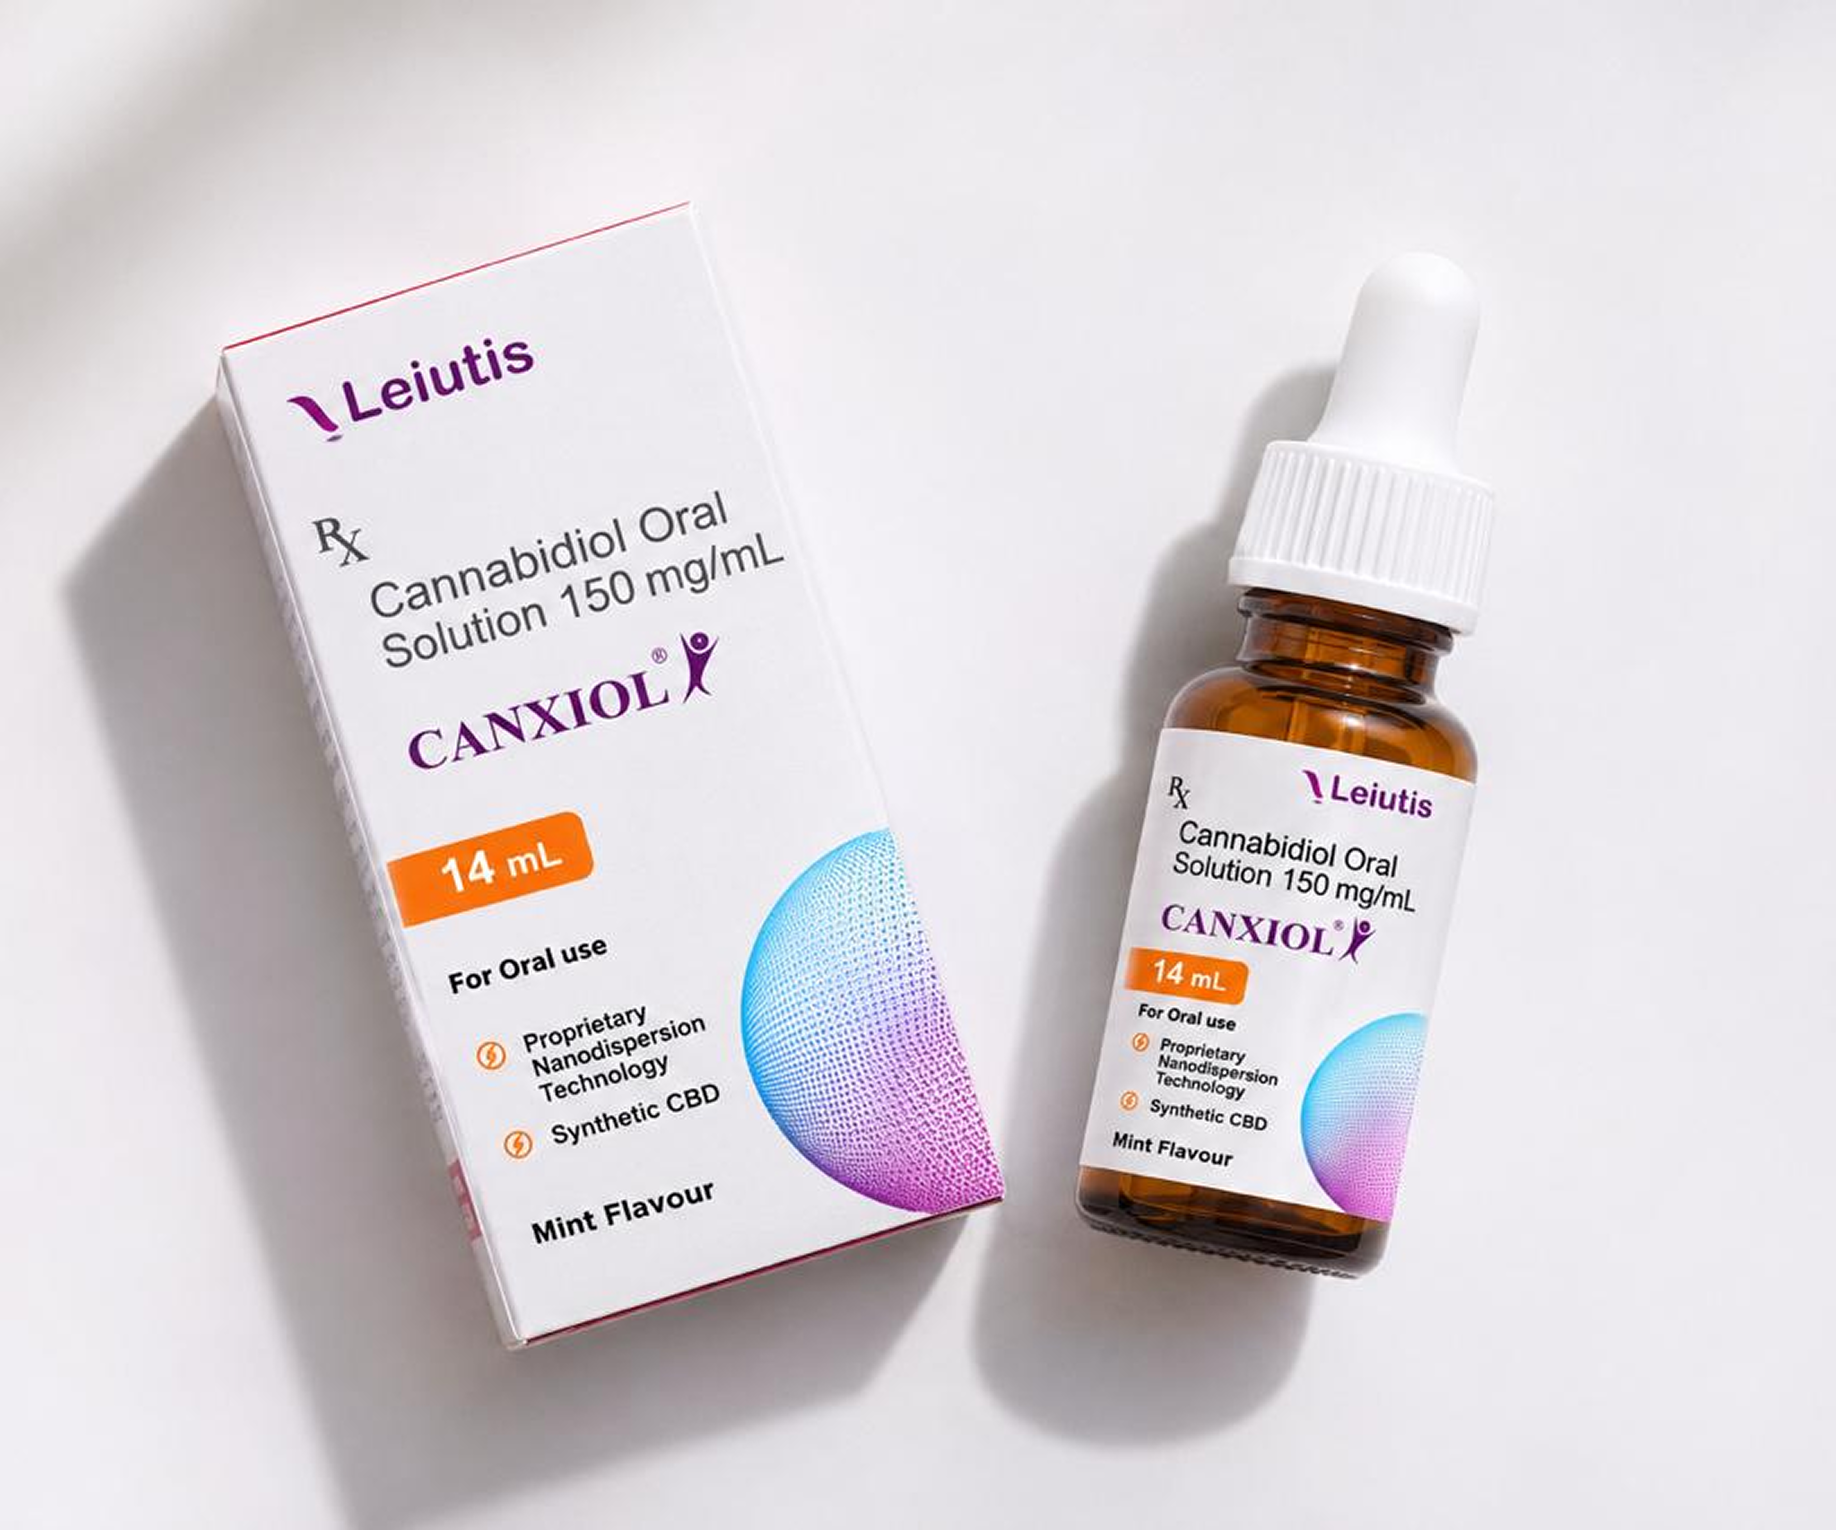 Leiutis
Rx
Cannabidiol Oral
Solution 150 mg/mL
CANXIOL®
14 mL
For Oral use
Proprietary
Nanodispersion
Technology
Synthetic CBD
Mint Flavour
Rx
Leiutis
Cannabidiol Oral
Solution 150 mg/mL
CANXIOL®
14 mL
For Oral use
Proprietary
Nanodispersion
Technology
Synthetic CBD
Mint Flavour